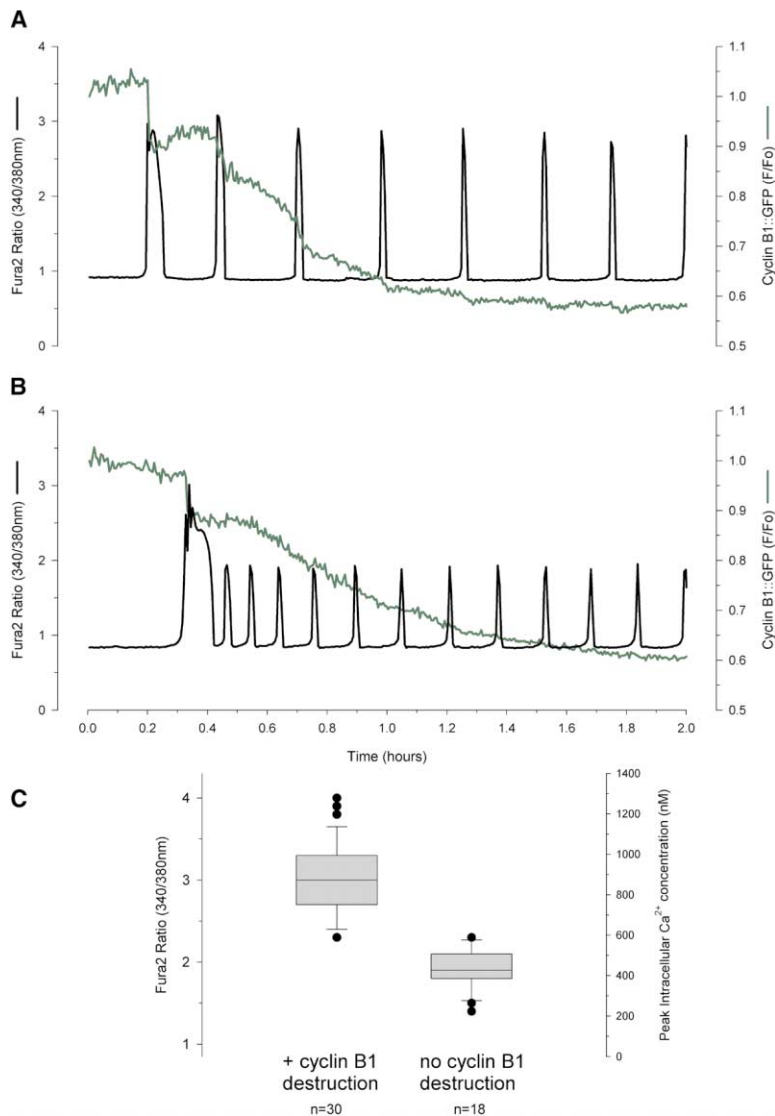 A
4
3
2
1
0
Fura2 Ratio (340/380nm)
1.1
1.0
0.9
0.8
0.7
0.6
0.5
Cyclin B1::GFP (F/Fo)
B
4
3
2
1
0
Fura2 Ratio (340/380nm)
1.1
1.0
0.9
0.8
0.7
0.6
0.5
Cyclin B1::GFP (F/Fo)
0.0 0.2 0.4 0.6 0.8 1.0 1.2 1.4 1.6 1.8 2.0
Time (hours)
C
4
3
2
1
Fura2 Ratio (340/380nm)
1400
1200
1000
800
600
400
200
0
Peak Intracellular Ca²⁺ concentration (nM)
+ cyclin B1
destruction
n=30
no cyclin B1
destruction
n=18